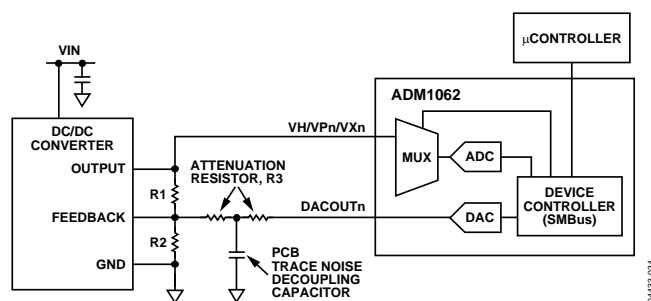 VIN
DC/DC
CONVERTER
OUTPUT
FEEDBACK
GND
R1
R2
ATTENUATION
RESISTOR, R3
PCB
TRACE NOISE
DECOUPLING
CAPACITOR
VH/VPn/VXn
DACOUTn
µCONTROLLER
ADM1062
MUX
ADC
DAC
DEVICE
CONTROLLER
(SMBus)